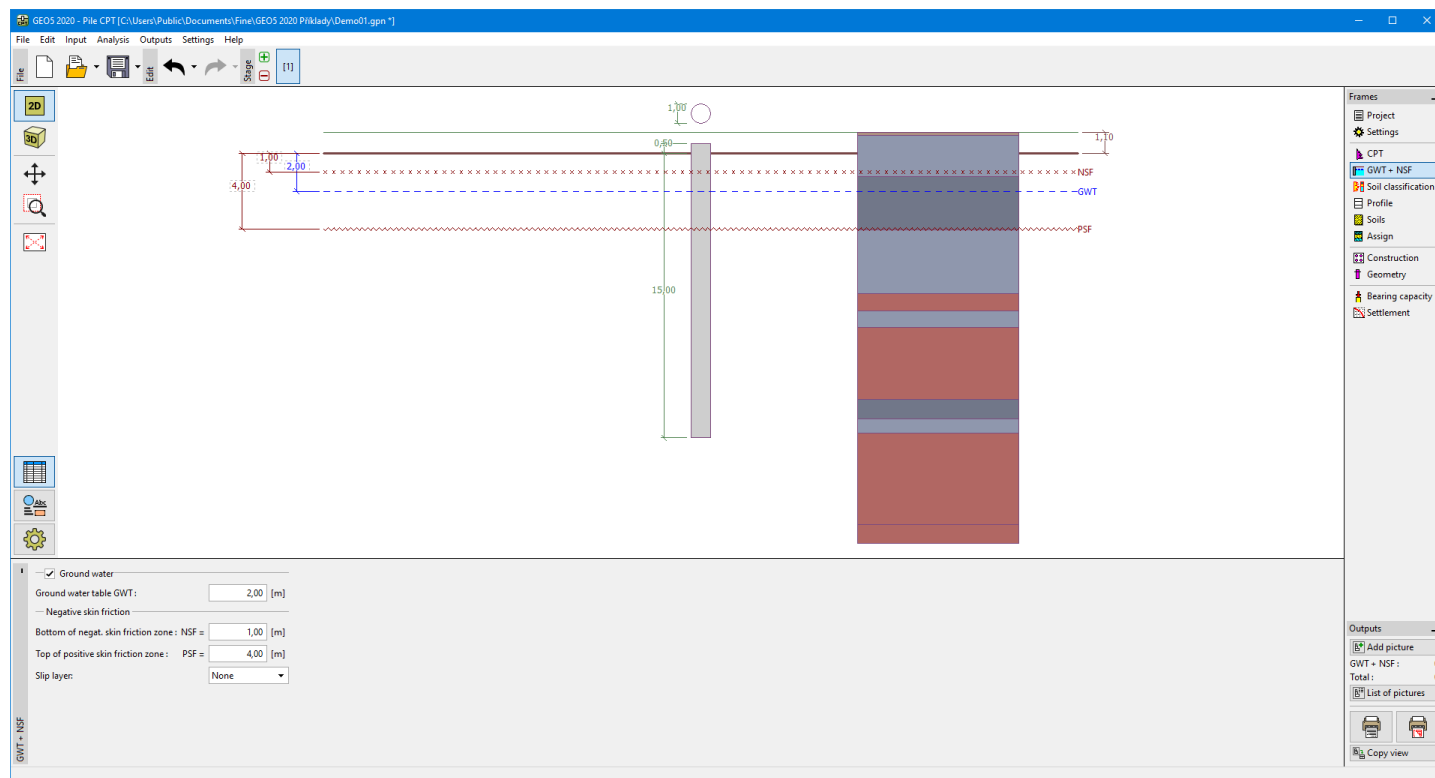 GEO5 2020 - Pile CPT [C:\Users\Public\Documents\Fine\GEO5 2020 Příklady\Demo01.gpn *]
File Edit Input Analysis Outputs Settings Help
File
Edit
Stage
[1]
2D
3D
1,00
0,50
1,10
1,00
2,00
4,00
NSF
GWT
PSF
15,00
Frames
Project
Settings
CPT
GWT + NSF
Soil classification
Profile
Soils
Assign
Construction
Geometry
Bearing capacity
Settlement
Abc
Ground water
Ground water table GWT : 2,00 [m]
Negative skin friction
Bottom of negat. skin friction zone : NSF = 1,00 [m]
Top of positive skin friction zone : PSF = 4,00 [m]
Slip layer: None
GWT + NSF
Outputs
Add picture
GWT + NSF :
Total :
List of pictures
Copy view